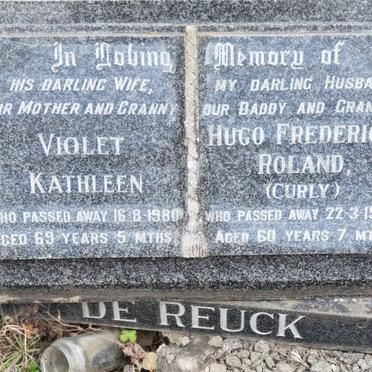 In Loving Memory of
HIS DARLING WIFE,
MOTHER AND GRANNY
VIOLET
KATHLEEN
WHO PASSED AWAY 16-8-1980
AGED 69 YEARS 5 MTHS
MY DARLING HUSBA
OUR DADDY AND GRAN
HUGO FREDERIC
ROLAND,
(CURLY)
WHO PASSED AWAY 22-3-19
AGED 60 YEARS 7 MT
DE REUCK